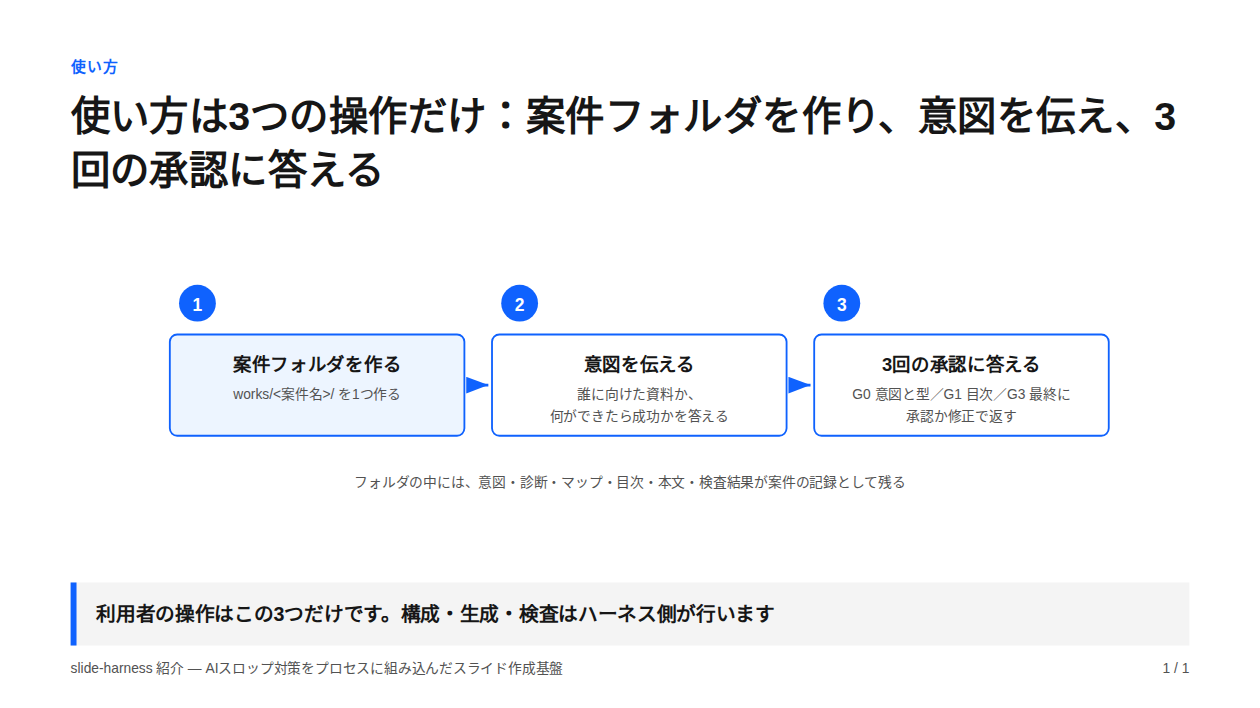 使い方
使い方は3つの操作だけ：案件フォルダを作り、意図を伝え、3
回の承認に答える
1
2
3
案件フォルダを作る
works/<案件名>/ を1つ作る
意図を伝える
誰に向けた資料か、
何ができたら成功かを答える
3回の承認に答える
G0 意図と型／G1 目次／G3 最終に
承認か修正で返す
フォルダの中には、意図・診断・マップ・目次・本文・検査結果が案件の記録として残る
利用者の操作はこの3つだけです。構成・生成・検査はハーネス側が行います
slide-harness 紹介 — AIスロップ対策をプロセスに組み込んだスライド作成基盤
1 / 1